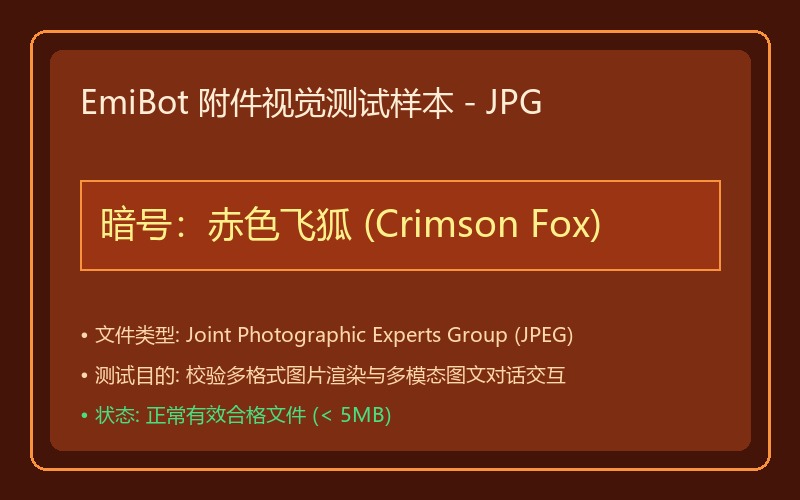 EmiBot 附件视觉测试样本 - JPG
暗号：赤色飞狐 (Crimson Fox)
• 文件类型: Joint Photographic Experts Group (JPEG)
• 测试目的: 校验多格式图片渲染与多模态图文对话交互
• 状态: 正常有效合格文件 (< 5MB)